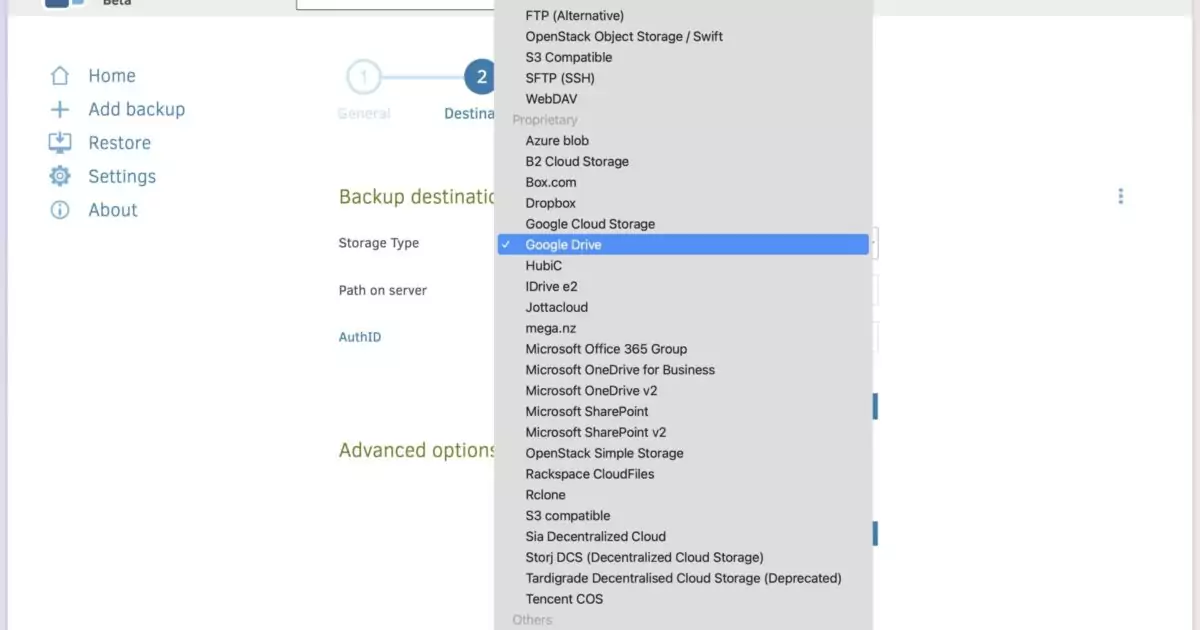 Beta
Home
Add backup
Restore
Settings
About
1
2
General
Destina
Backup destinatio
Storage Type
Path on server
AuthID
Advanced options
FTP (Alternative)
OpenStack Object Storage / Swift
S3 Compatible
SFTP (SSH)
WebDAV
Proprietary
Azure blob
B2 Cloud Storage
Box.com
Dropbox
Google Cloud Storage
✓ Google Drive
HubiC
IDrive e2
Jottacloud
mega.nz
Microsoft Office 365 Group
Microsoft OneDrive for Business
Microsoft OneDrive v2
Microsoft SharePoint
Microsoft SharePoint v2
OpenStack Simple Storage
Rackspace CloudFiles
Rclone
S3 compatible
Sia Decentralized Cloud
Storj DCS (Decentralized Cloud Storage)
Tardigrade Decentralised Cloud Storage (Deprecated)
Tencent COS
Others